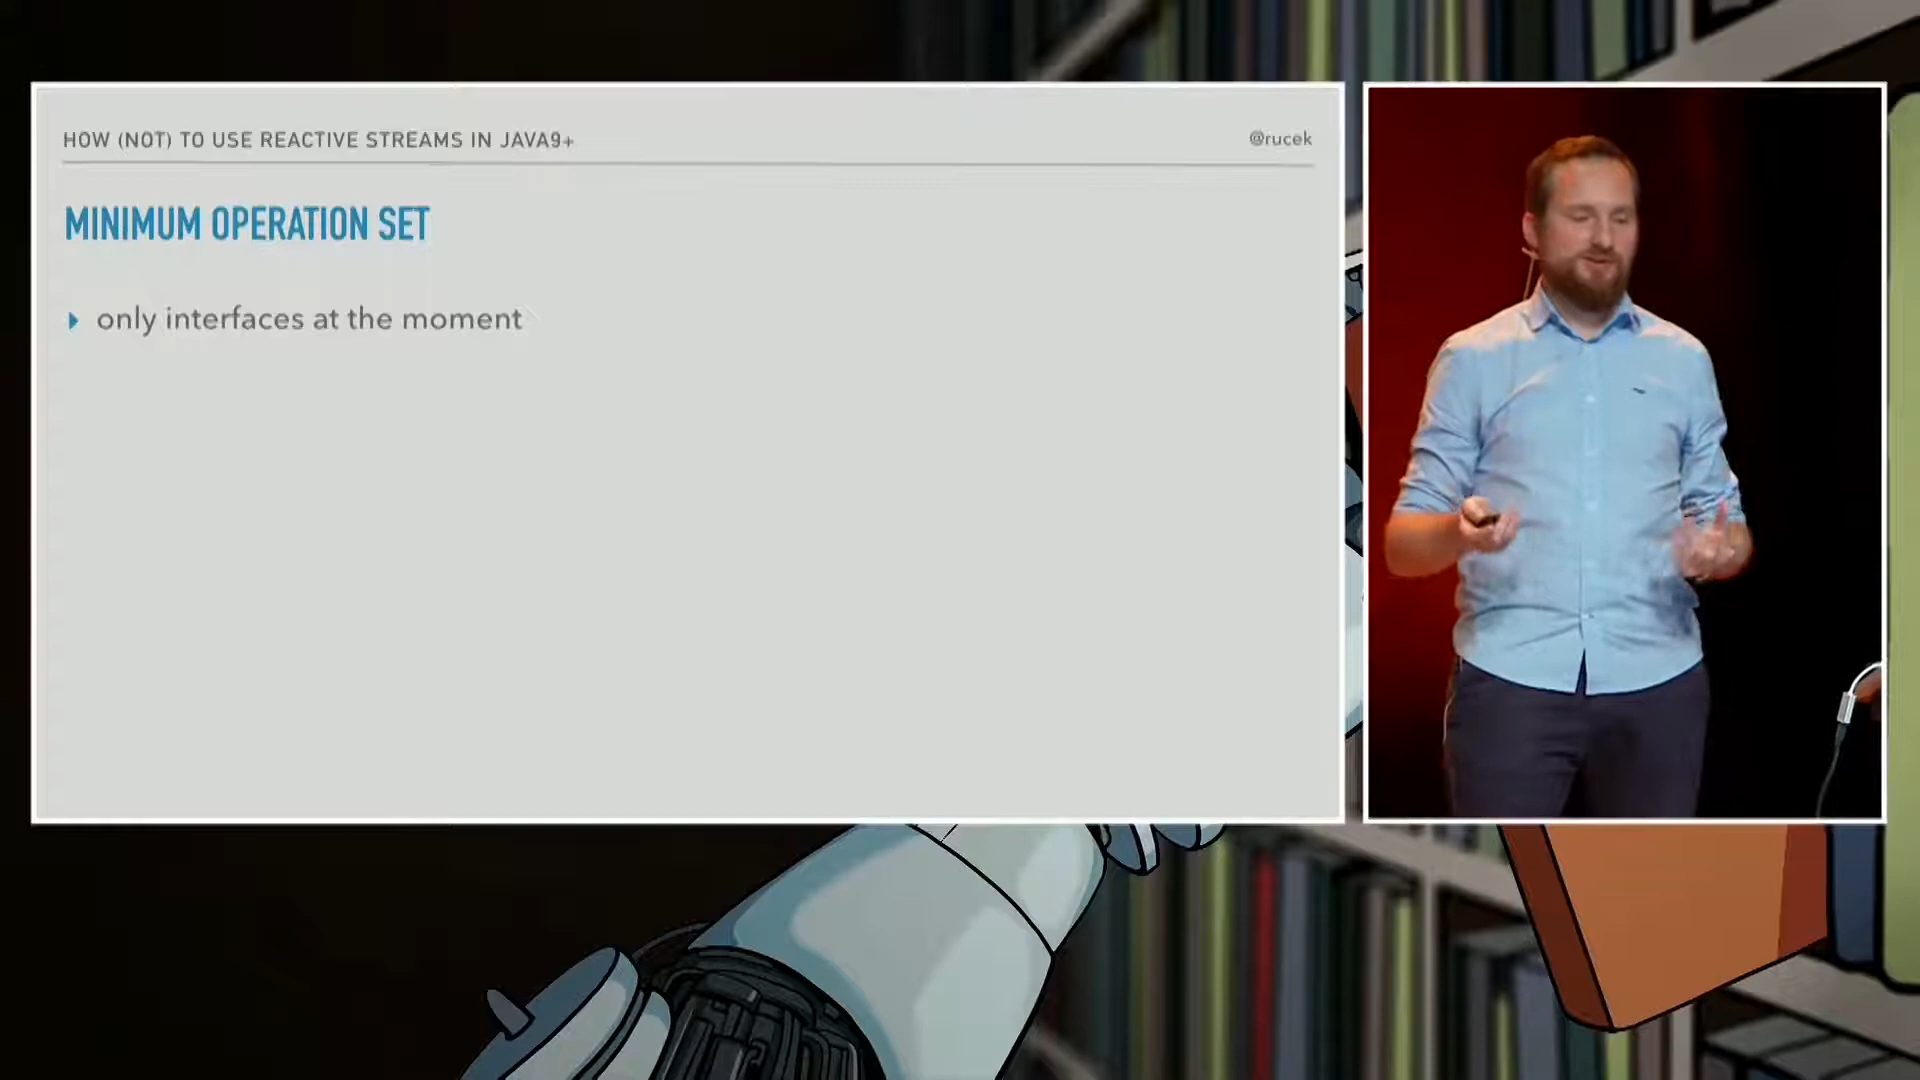 HOW (NOT) TO USE REACTIVE STREAMS IN JAVA9+
@rucek
MINIMUM OPERATION SET
only interfaces at the moment